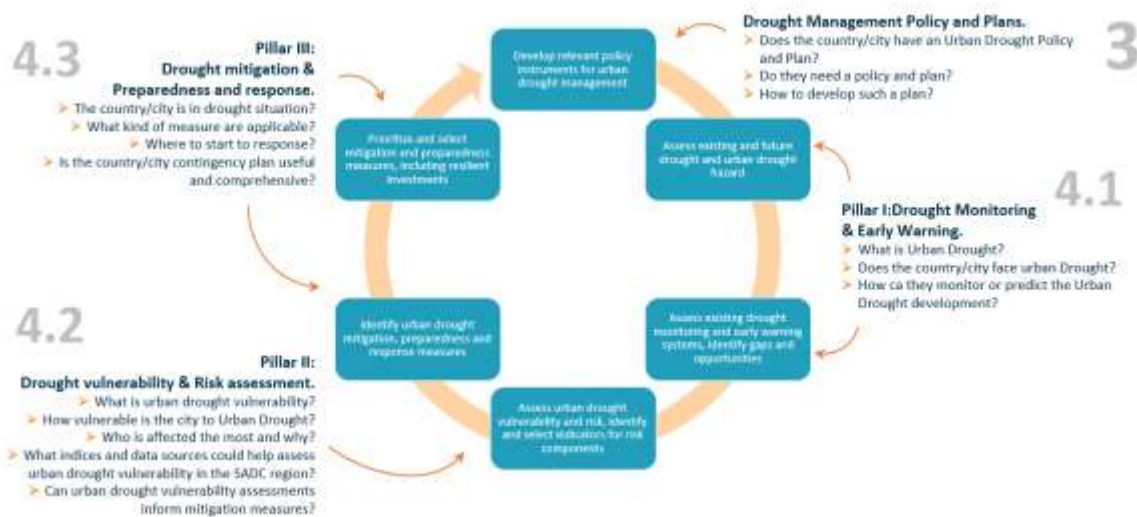 4.3
Pillar III:
Drought mitigation &
Preparedness and response.
➤ The country/city is in drought situation?
➤ What kind of measure are applicable?
➤ Where to start to response?
➤ Is the country/city contingency plan useful
and comprehensive?
Develop relevant policy
instruments for urban
drought management
Drought Management Policy and Plans.
➤ Does the country/city have an Urban Drought Policy
and Plan?
➤ Do they need a policy and plan?
➤ How to develop such a plan?
3
Prioritize and select
mitigation and preparedness
measures, including resilient
investments
Assess existing and future
drought and urban drought
hazard
4.1
Pillar I:Drought Monitoring
& Early Warning.
➤ What is Urban Drought?
➤ Does the country/city face urban Drought?
➤ How ca they monitor or predict the Urban
Drought development?
4.2
Identify urban drought
mitigation, preparedness and
response measures
Assess existing drought
monitoring and early warning
systems, identify gaps and
opportunities
Pillar II:
Drought vulnerability & Risk assessment.
➤ What is urban drought vulnerability?
➤ How vulnerable is the city to Urban Drought?
➤ Who is affected the most and why?
➤ What indices and data sources could help assess
urban drought vulnerability in the SADC region?
➤ Can urban drought vulnerability assessments
inform mitigation measures?
Assess urban drought
vulnerability and risk, identify
and select indicators for risk
components